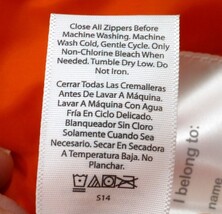 Close All Zippers Before
Machine Washing. Machine
Wash Cold, Gentle Cycle. Only
Non-Chlorine Bleach When
Needed. Tumble Dry Low. Do
Not Iron.
Cerrar Todas Las Cremalleras
Antes De Lavar A Máquina.
Lavar A Máquina Con Agua
Fría En Ciclo Delicado.
Blanqueador Sin Cloro
Solamente Cuando Sea
Necesario. Secar En Secadora
A Temperatura Baja. No
Planchar.
S14
I belong to:
name